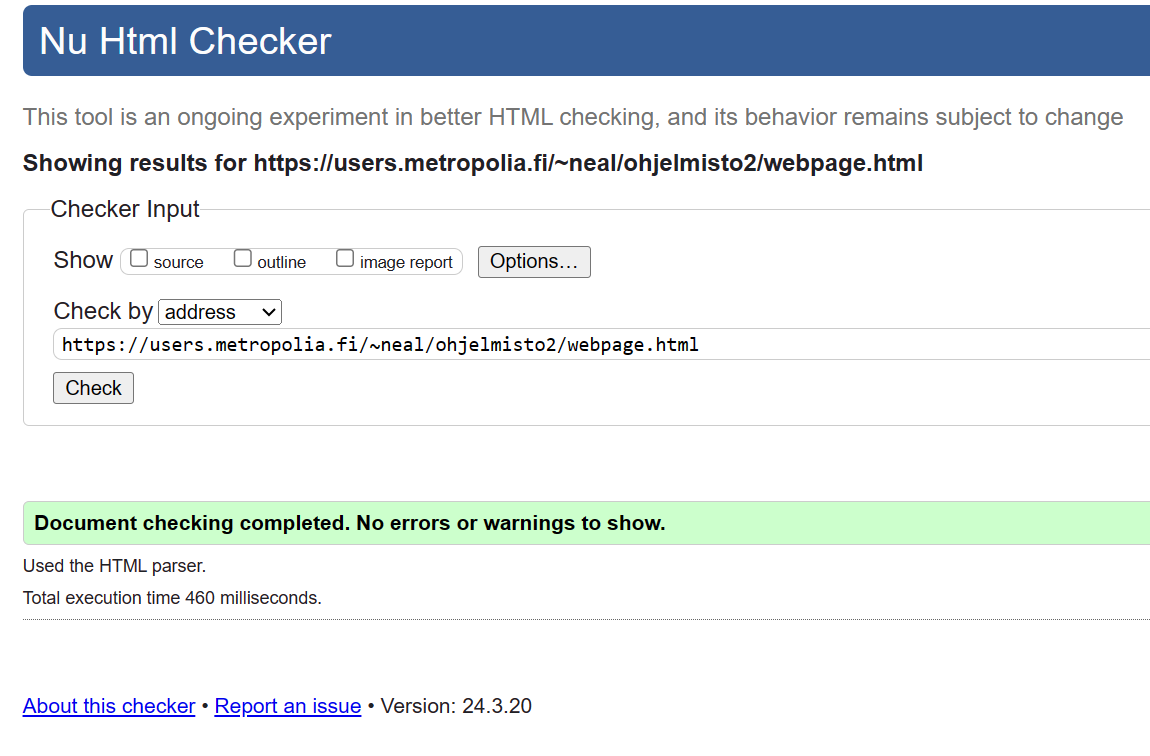 Nu Html Checker
This tool is an ongoing experiment in better HTML checking, and its behavior remains subject to change
Showing results for https://users.metropolia.fi/~neal/ohjelmisto2/webpage.html
Checker Input
Show source outline image report Options…
Check by address
https://users.metropolia.fi/~neal/ohjelmisto2/webpage.html
Check
Document checking completed. No errors or warnings to show.
Used the HTML parser.
Total execution time 460 milliseconds.
About this checker • Report an issue • Version: 24.3.20